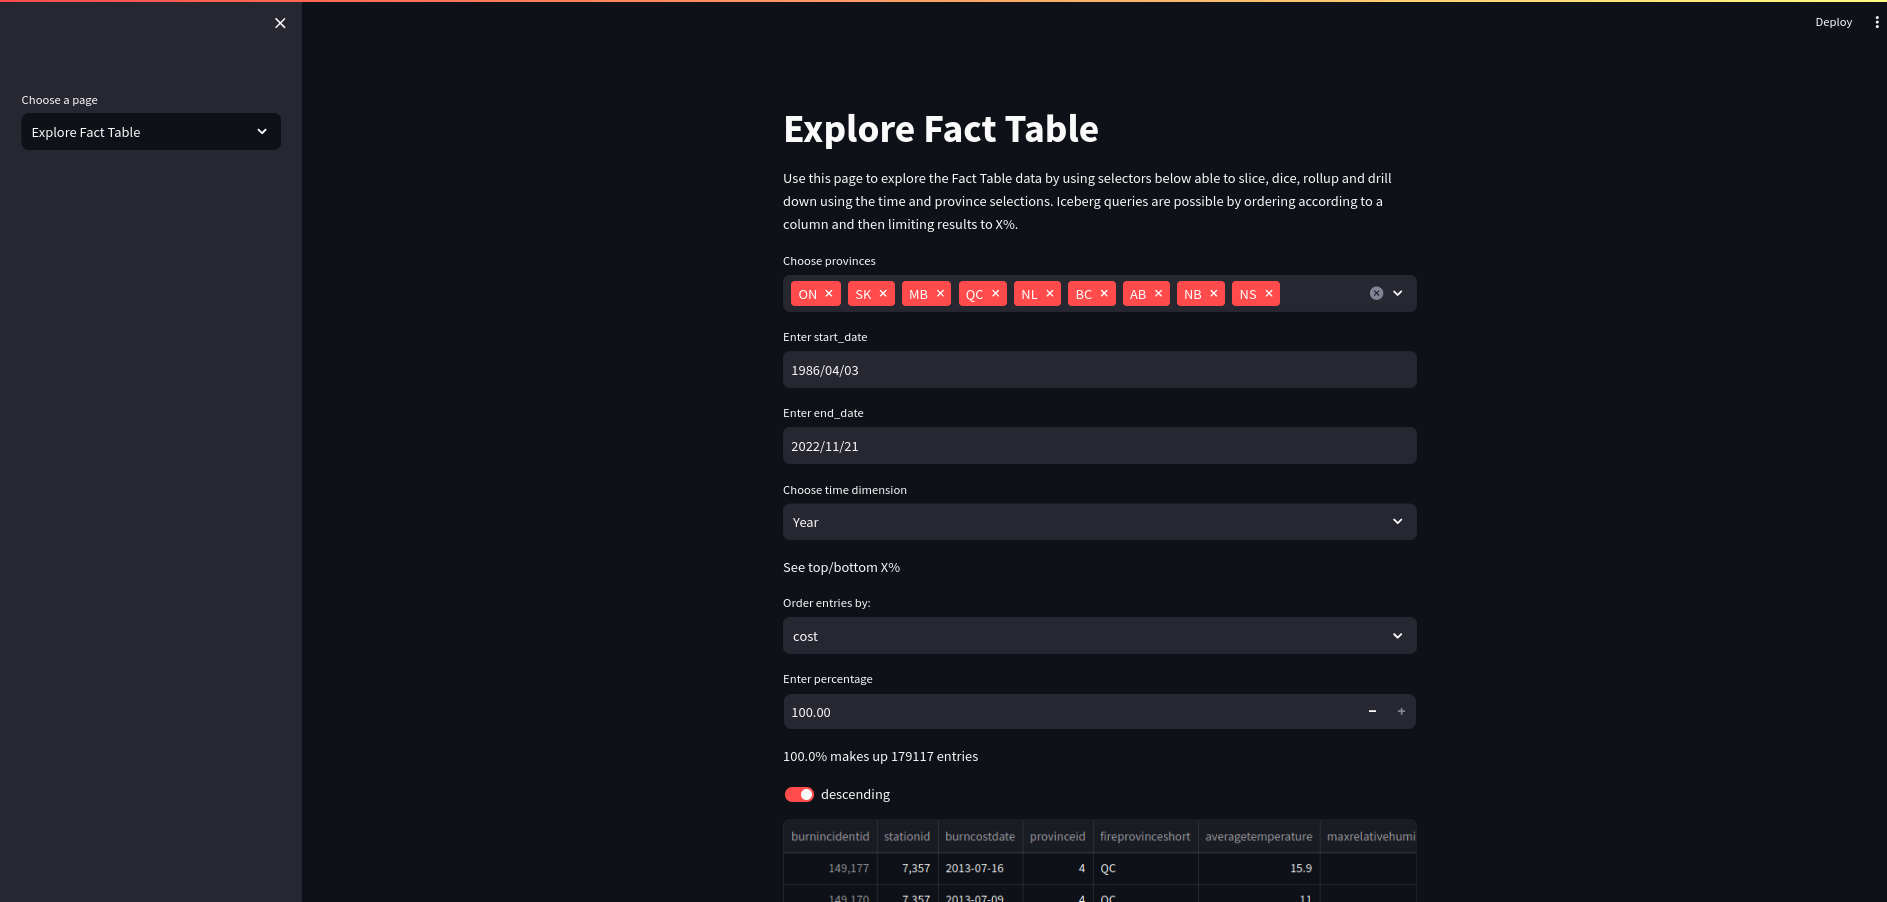 Deploy
Choose a page
Explore Fact Table
Explore Fact Table
Use this page to explore the Fact Table data by using selectors below able to slice, dice, rollup and drill
down using the time and province selections. Iceberg queries are possible by ordering according to a
column and then limiting results to X%.
Choose provinces
ON SK MB QC NL BC AB NB NS
Enter start_date
1986/04/03
Enter end_date
2022/11/21
Choose time dimension
Year
See top/bottom X%
Order entries by:
cost
Enter percentage
100.00
100.0% makes up 179117 entries
descending
burnincidentid stationid burncostdate provinceid fireprovinceshort averagetemperature maxrelativehumi
149,177 7,357 2013-07-16 4 QC 15.9
149,170 7,357 2013-07-09 4 QC 11